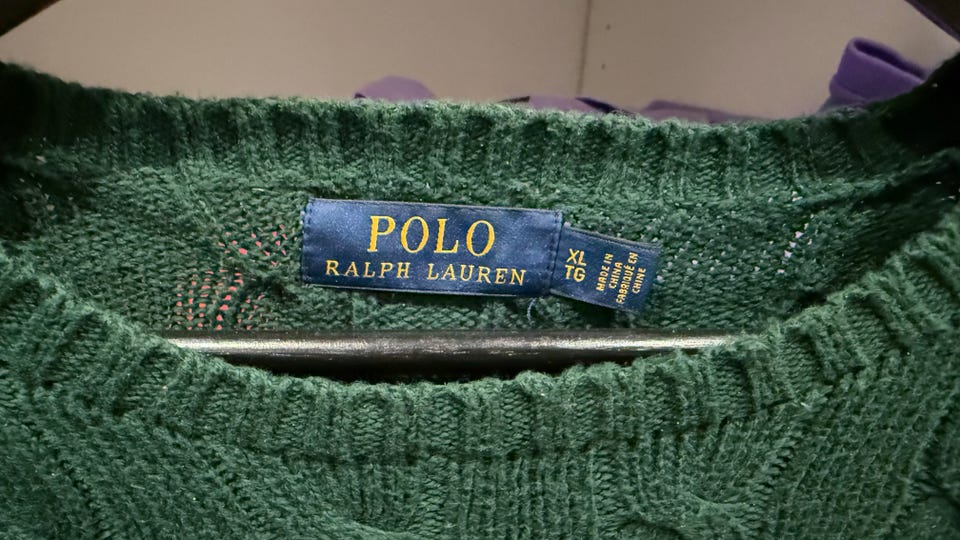 POLO
RALPH LAUREN
XL
TG
MADE IN
CHINA
FABRIQUÉ EN
CHINE